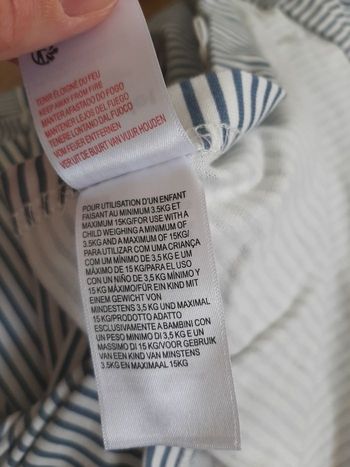 TENIR ÉLOIGNÉ DU FEU
KEEP AWAY FROM FIRE
MANTER AFASTADO DO FOGO
MANTENER LEJOS DEL FUEGO
TENERE LONTANO DAL FUOCO
VOM FEUER ENTFERNEN
VER UIT DE BUURT VAN VUUR HOUDEN
POUR UTILISATION D'UN ENFANT
FAISANT AU MINIMUM 3.5KG ET
MAXIMUM 15KG/FOR USE WITH A
CHILD WEIGHING A MINIMUM OF
3.5KG AND A MAXIMUM OF 15KG/
PARA UTILIZAR COM UMA CRIANÇA
COM UM MÍNIMO DE 3,5 KG E UM
MÁXIMO DE 15 KG/PARA EL USO
CON UN NIÑO DE 3,5 KG MÍNIMO Y
15 KG MÁXIMO/FÜR EIN KIND MIT
EINEM GEWICHT VON
MINDESTENS 3,5 KG UND MAXIMAL
15 KG/PRODOTTO ADATTO
ESCLUSIVAMENTE A BAMBINI CON
UN PESO MINIMO DI 3,5 KG E UN
MASSIMO DI 15 KG/VOOR GEBRUIK
VAN EEN KIND VAN MINSTENS
3.5KG EN MAXIMAAL 15KG